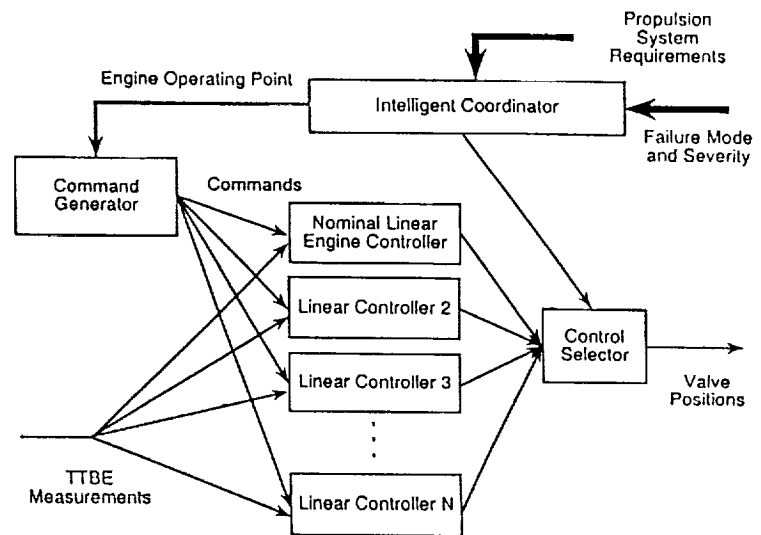 Propulsion
System
Requirements
Engine Operating Point
Intelligent Coordinator
Failure Mode
and Severity
Command
Generator
Commands
Nominal Linear
Engine Controller
Linear Controller 2
Control
Selector
Linear Controller 3
Valve
Positions
TTBE
Measurements
Linear Controller N